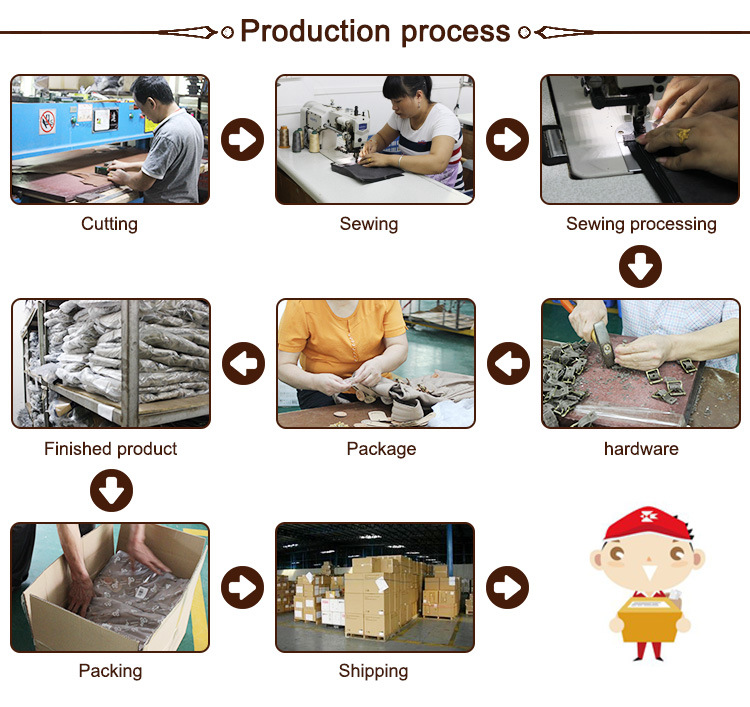 Production process
Cutting
Sewing
Sewing processing
hardware
Package
Finished product
Packing
Shipping